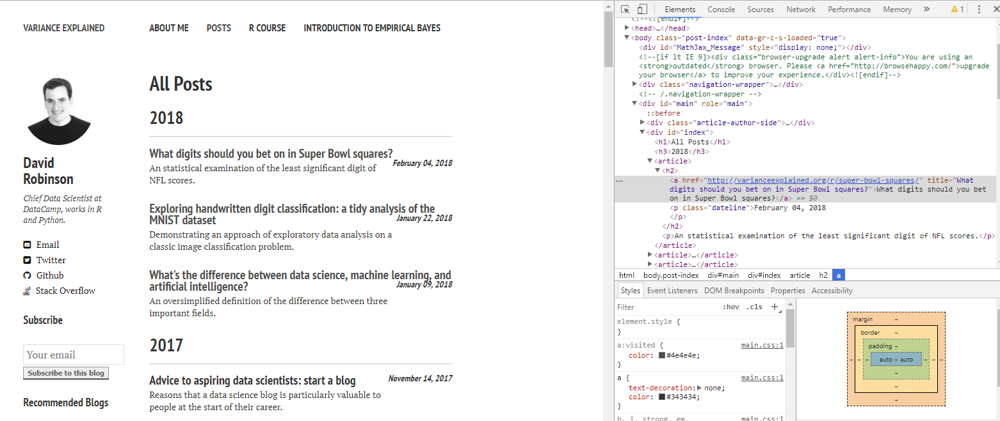 VARIANCE EXPLAINED ABOUT ME POSTS R COURSE INTRODUCTION TO EMPIRICAL BAYES
David
Robinson
Chief Data Scientist at
DataCamp, works in R
and Python.
Email
Twitter
Github
Stack Overflow
Subscribe
Your email
Subscribe to this blog
Recommended Blogs
All Posts
2018
What digits should you bet on in Super Bowl squares?
February 04, 2018
An statistical examination of the least significant digit of
NFL scores.
Exploring handwritten digit classification: a tidy analysis of the
MNIST dataset
January 22, 2018
Demonstrating an approach of exploratory data analysis on a
classic image classification problem.
What's the difference between data science, machine learning, and
artificial intelligence?
January 09, 2018
An oversimplified definition of the difference between three
important fields.
2017
Advice to aspiring data scientists: start a blog
November 14, 2017
Reasons that a data science blog is particularly valuable to
people at the start of their career.
Elements Console Sources Network Performance Memory » 1
<!--<![endif]-->
<head>…</head>
<body class="post-index" data-gr-c-s-loaded="true">
<div id="MathJax_Message" style="display: none;"></div>
<!--[if lt IE 9]><div class="browser-upgrade alert alert-info">You are using an
<strong>outdated</strong> browser. Please <a href="http://browsehappy.com/">upgrade
your browser</a> to improve your experience.</div><![endif]-->
<div class="navigation-wrapper">…</div>
<!-- /.navigation-wrapper -->
<div id="main" role="main">
::before
<div class="article-author-side">…</div>
<div id="index">
<h1>All Posts</h1>
<h3>2018</h3>
<article>
<h2>
<a href="http://varianceexplained.org/r/super-bowl-squares/" title="What
digits should you bet on in Super Bowl squares?">What digits should you bet
on in Super Bowl squares?</a> == $0
<p class="dateline">February 04, 2018
</p>
</h2>
<p>An statistical examination of the least significant digit of NFL scores.</p>
</article>
<article>…</article>
<article>…</article>
html body.post-index div#main div#index article h2 a
Styles Event Listeners DOM Breakpoints Properties Accessibility
Filter :hov .cls +
element.style {
}
a:visited { main.css:1
color: #4e4e4e;
}
a { main.css:1
text-decoration: none;
color: #343434;
}
h, i, strong, em, main.css:1
margin –
border –
padding –
– – – auto × auto – – –
–
–
–